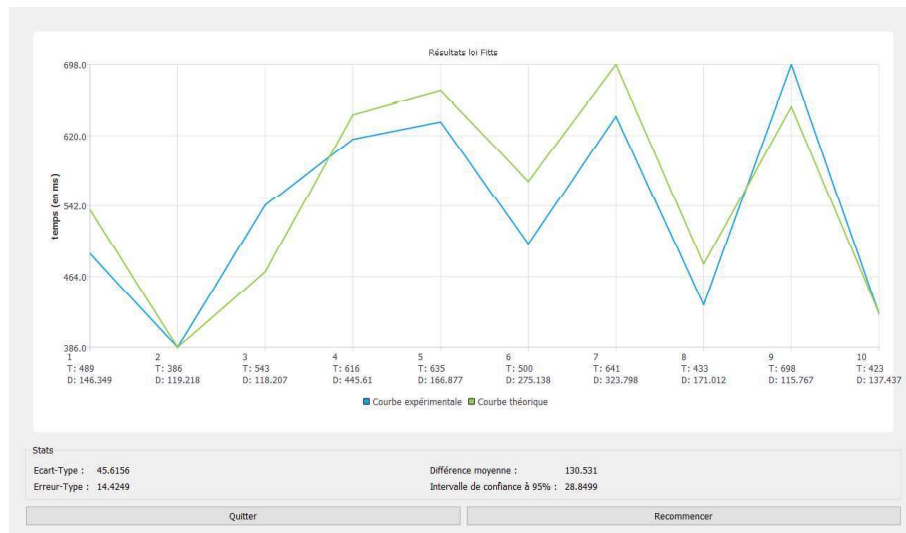 Résultats loi Fitts
698.0
620.0
542.0
464.0
386.0
temps (en ms)
1 2 3 4 5 6 7 8 9 10
T: 489 T: 386 T: 543 T: 616 T: 635 T: 500 T: 641 T: 433 T: 698 T: 423
D: 146.349 D: 119.218 D: 118.207 D: 445.61 D: 166.877 D: 275.138 D: 323.798 D: 171.012 D: 115.767 D: 137.437
Courbe expérimentale Courbe théorique
Stats
Ecart-Type : 45.6156 Différence moyenne : 130.531
Erreur-Type : 14.4249 Intervalle de confiance à 95% : 28.8499
Quitter Recommencer